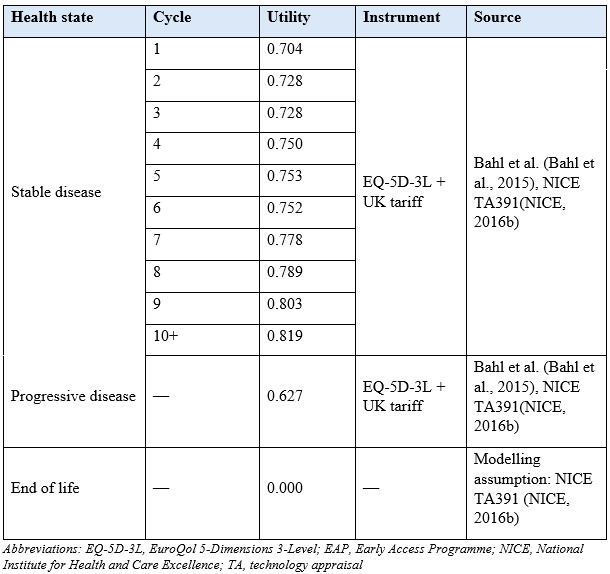 Health state Cycle Utility Instrument Source
Stable disease
1 0.704
2 0.728
3 0.728
4 0.750
5 0.753
6 0.752
7 0.778
8 0.789
9 0.803
10+ 0.819
EQ-5D-3L +
UK tariff
Bahl et al. (Bahl et
al., 2015), NICE
TA391(NICE,
2016b)
Progressive disease — 0.627
EQ-5D-3L +
UK tariff
Bahl et al. (Bahl et
al., 2015), NICE
TA391(NICE,
2016b)
End of life — 0.000 —
Modelling
assumption: NICE
TA391 (NICE,
2016b)
Abbreviations: EQ-5D-3L, EuroQol 5-Dimensions 3-Level; EAP, Early Access Programme; NICE, National
Institute for Health and Care Excellence; TA, technology appraisal